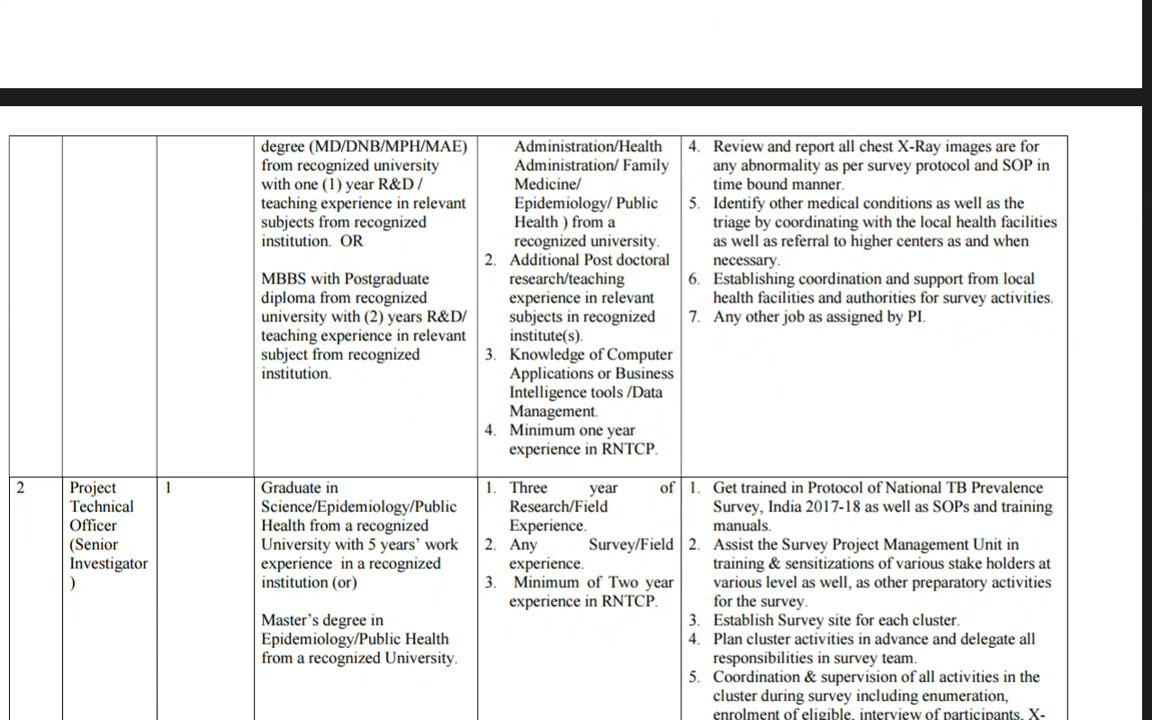 degree (MD/DNB/MPH/MAE)
from recognized university
with one (1) year R&D /
teaching experience in relevant
subjects from recognized
institution.  OR
MBBS with Postgraduate
diploma from recognized
university with (2) years R&D/
teaching experience in relevant
subject from recognized
institution.
Administration/Health
Administration/ Family
Medicine/
Epidemiology/ Public
Health ) from a
recognized university.
2. Additional Post doctoral
research/teaching
experience in relevant
subjects in recognized
institute(s).
3. Knowledge of Computer
Applications or Business
Intelligence tools /Data
Management.
4. Minimum one year
experience in RNTCP.
4. Review and report all chest X-Ray images are for
any abnormality as per survey protocol and SOP in
time bound manner.
5. Identify other medical conditions as well as the
triage by coordinating with the local health facilities
as well as referral to higher centers as and when
necessary.
6. Establishing coordination and support from local
health facilities and authorities for survey activities.
7. Any other job as assigned by PI.
2
Project
Technical
Officer
(Senior
Investigator
)
1
Graduate in
Science/Epidemiology/Public
Health from a recognized
University with 5 years’ work
experience  in a recognized
institution (or)
Master’s degree in
Epidemiology/Public Health
from a recognized University.
1. Three year of
Research/Field
Experience.
2. Any Survey/Field
experience.
3. Minimum of Two year
experience in RNTCP.
1. Get trained in Protocol of National TB Prevalence
Survey, India 2017-18 as well as SOPs and training
manuals.
2. Assist the Survey Project Management Unit in
training & sensitizations of various stake holders at
various level as well, as other preparatory activities
for the survey.
3. Establish Survey site for each cluster.
4. Plan cluster activities in advance and delegate all
responsibilities in survey team.
5. Coordination & supervision of all activities in the
cluster during survey including enumeration,
enrolment of eligible, interview of participants, X-